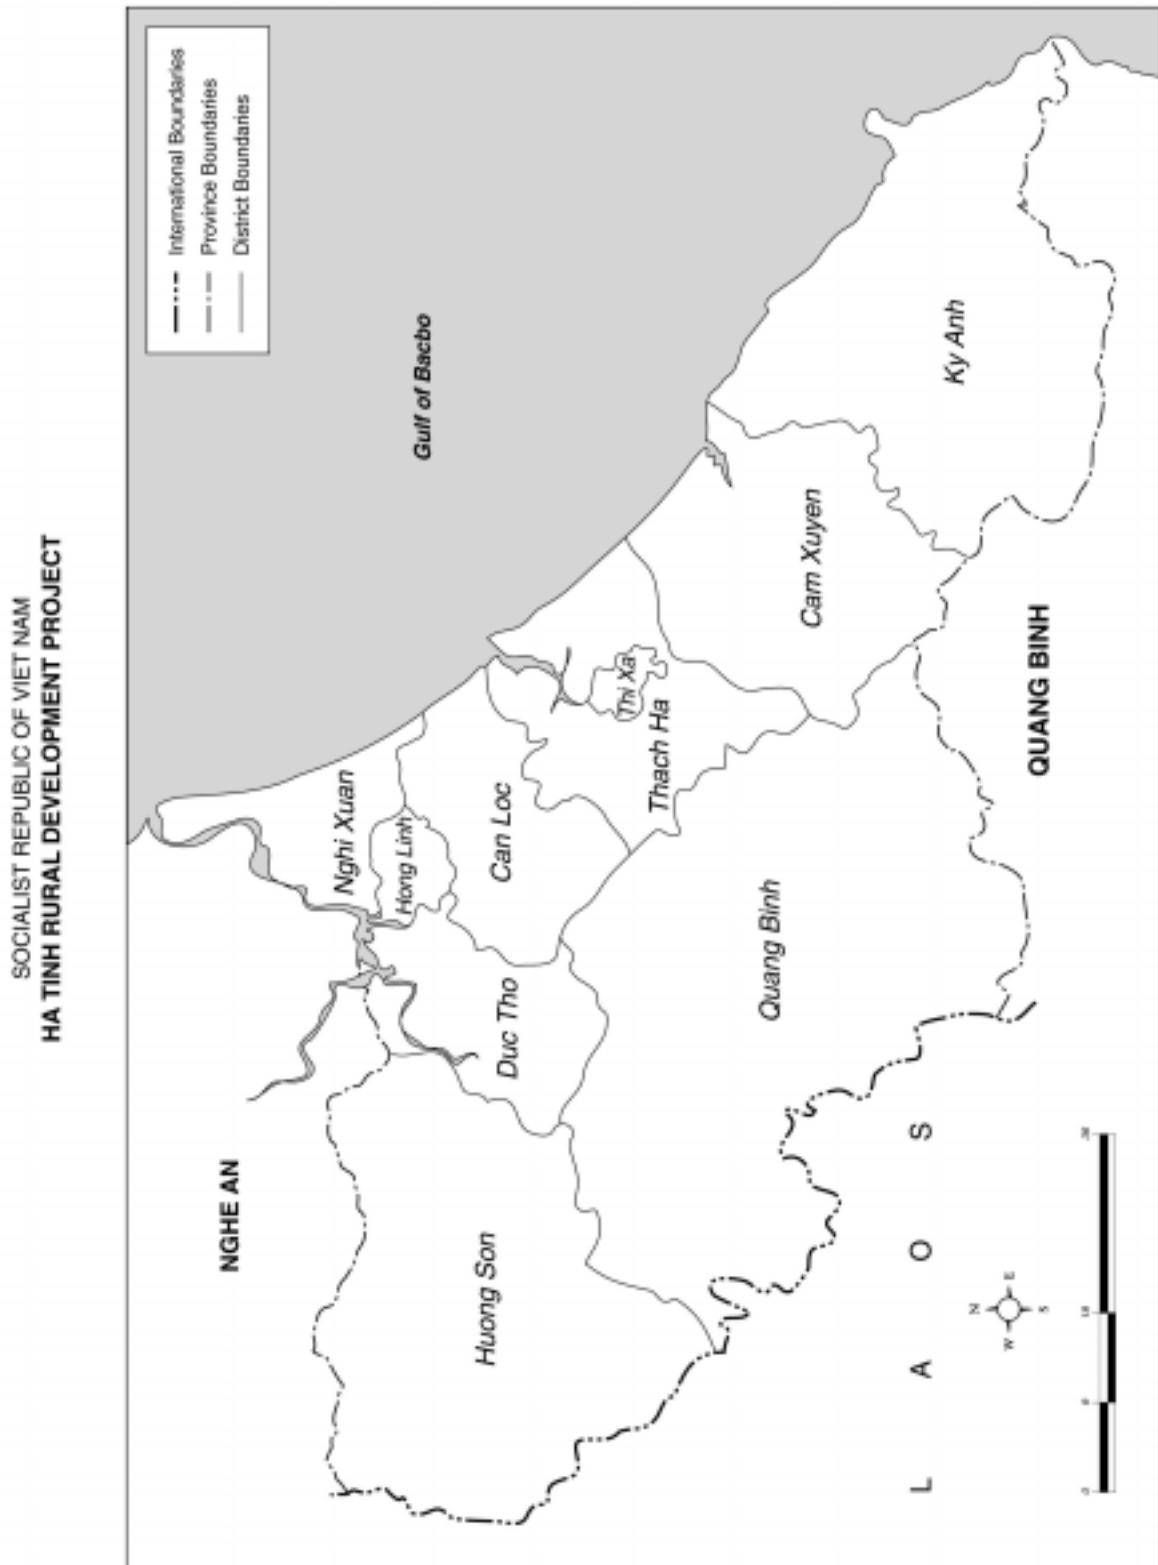 SOCIALIST REPUBLIC OF VIET NAM
HA TINH RURAL DEVELOPMENT PROJECT
International Boundaries
Province Boundaries
District Boundaries
Gulf of Bacbo
NGHE AN
Nghi Xuan
Hong Linh
Can Loc
Thi Xa
Thach Ha
Duc Tho
Huong Son
Cam Xuyen
Ky Anh
Quang Binh
QUANG BINH
L A O S
N
W E
S